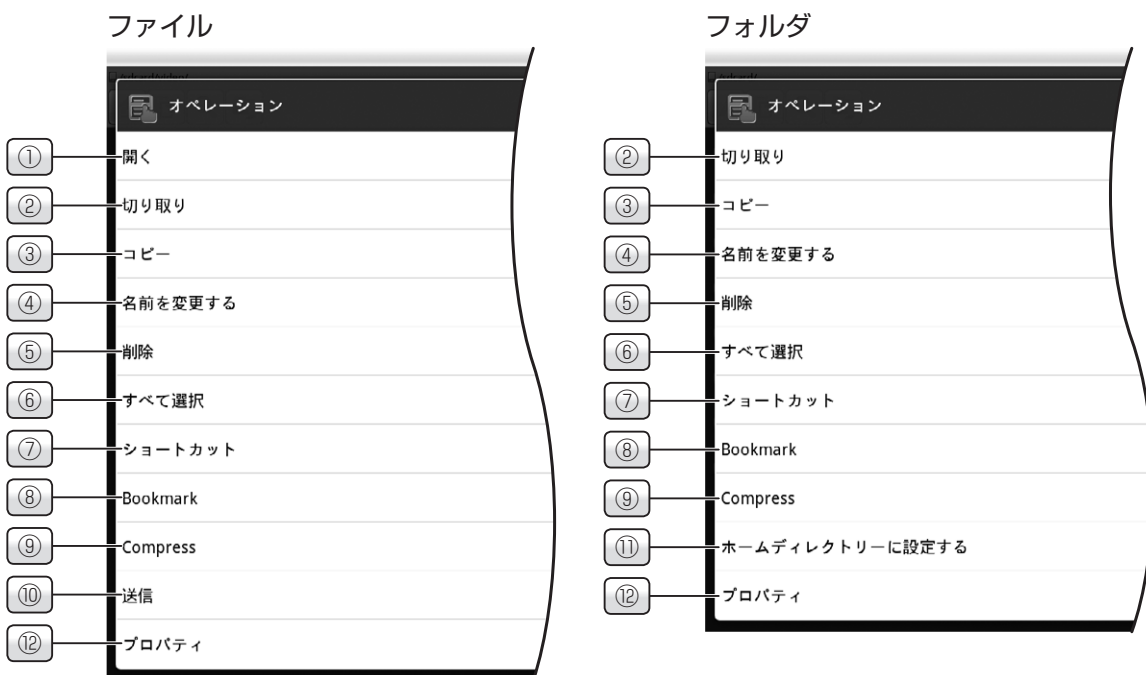 ファイル
オペレーション
① 開く
② 切り取り
③ コピー
④ 名前を変更する
⑤ 削除
⑥ すべて選択
⑦ ショートカット
⑧ Bookmark
⑨ Compress
⑩ 送信
⑫ プロパティ
フォルダ
オペレーション
② 切り取り
③ コピー
④ 名前を変更する
⑤ 削除
⑥ すべて選択
⑦ ショートカット
⑧ Bookmark
⑨ Compress
⑪ ホームディレクトリーに設定する
⑫ プロパティ